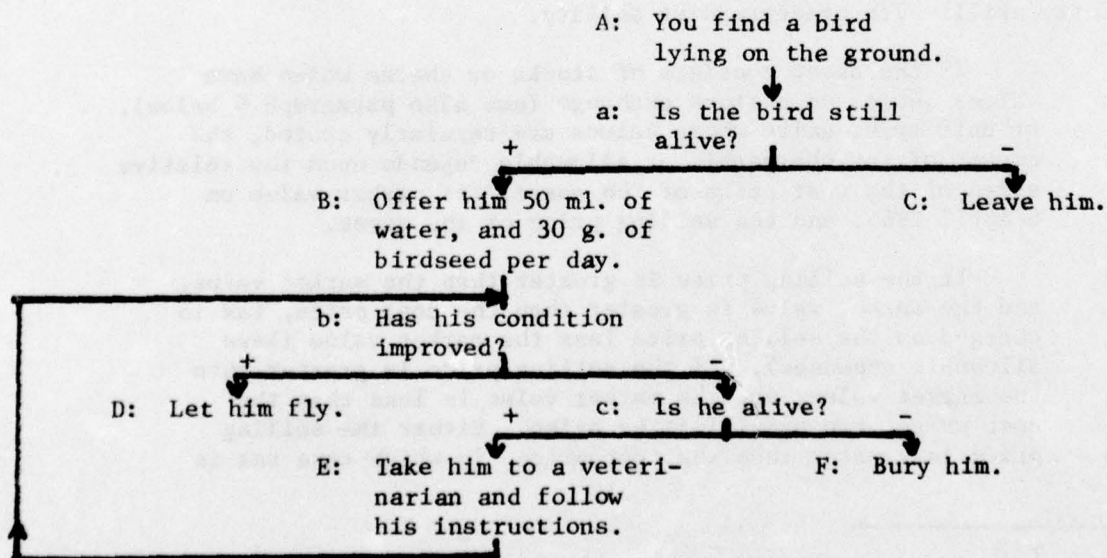 A: You find a bird
lying on the ground.
a: Is the bird still
alive?
+ –
B: Offer him 50 ml. of
water, and 30 g. of
birdseed per day.
C: Leave him.
b: Has his condition
improved?
+ –
D: Let him fly.
c: Is he alive?
+ –
E: Take him to a veteri-
narian and follow
his instructions.
F: Bury him.